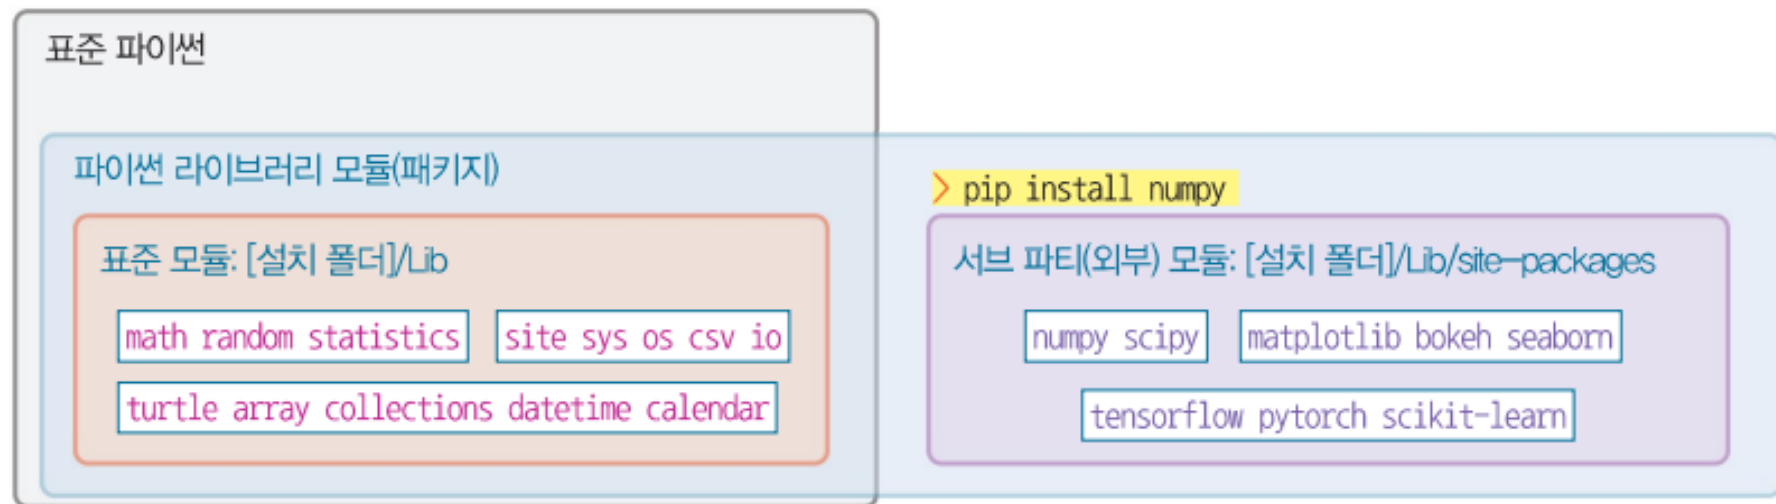 표준 파이썬
파이썬 라이브러리 모듈(패키지)
표준 모듈: [설치 폴더]/Lib
math random statistics
site sys os csv io
turtle array collections datetime calendar
> pip install numpy
서브 파티(외부) 모듈: [설치 폴더]/Lib/site-packages
numpy scipy
matplotlib bokeh seaborn
tensorflow pytorch scikit-learn